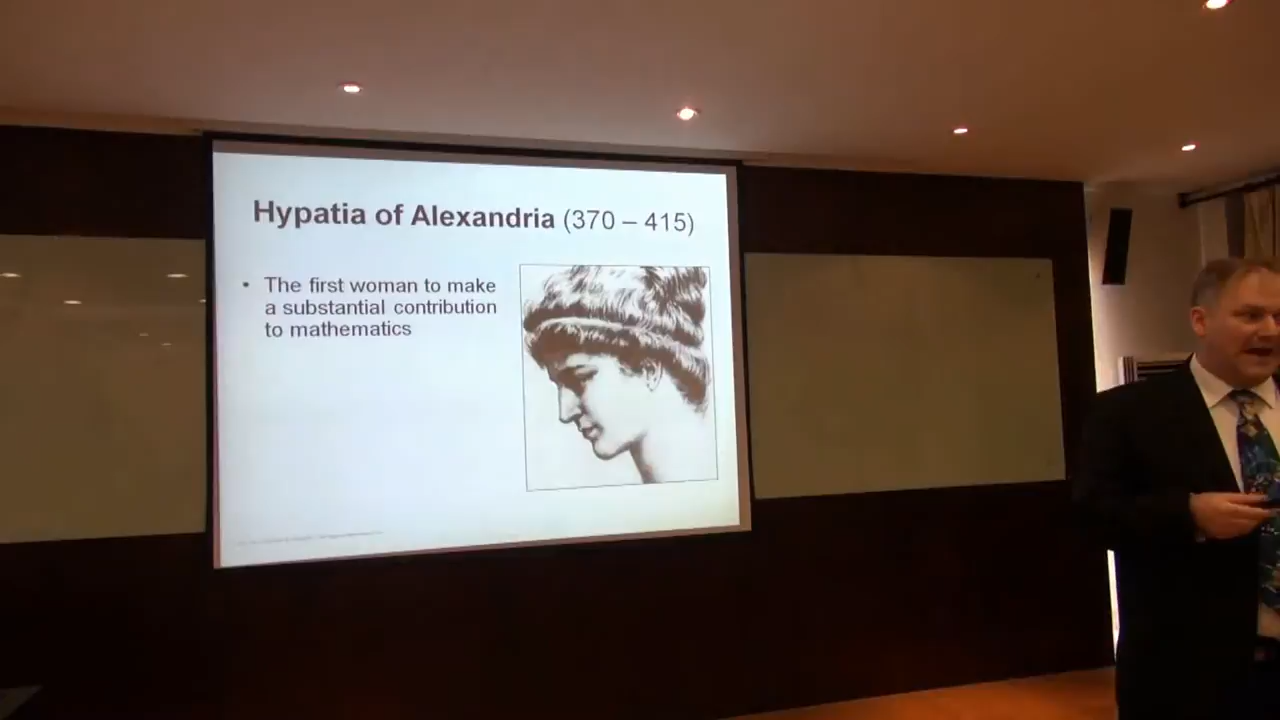 Hypatia of Alexandria (370 – 415)
• The first woman to make
a substantial contribution
to mathematics